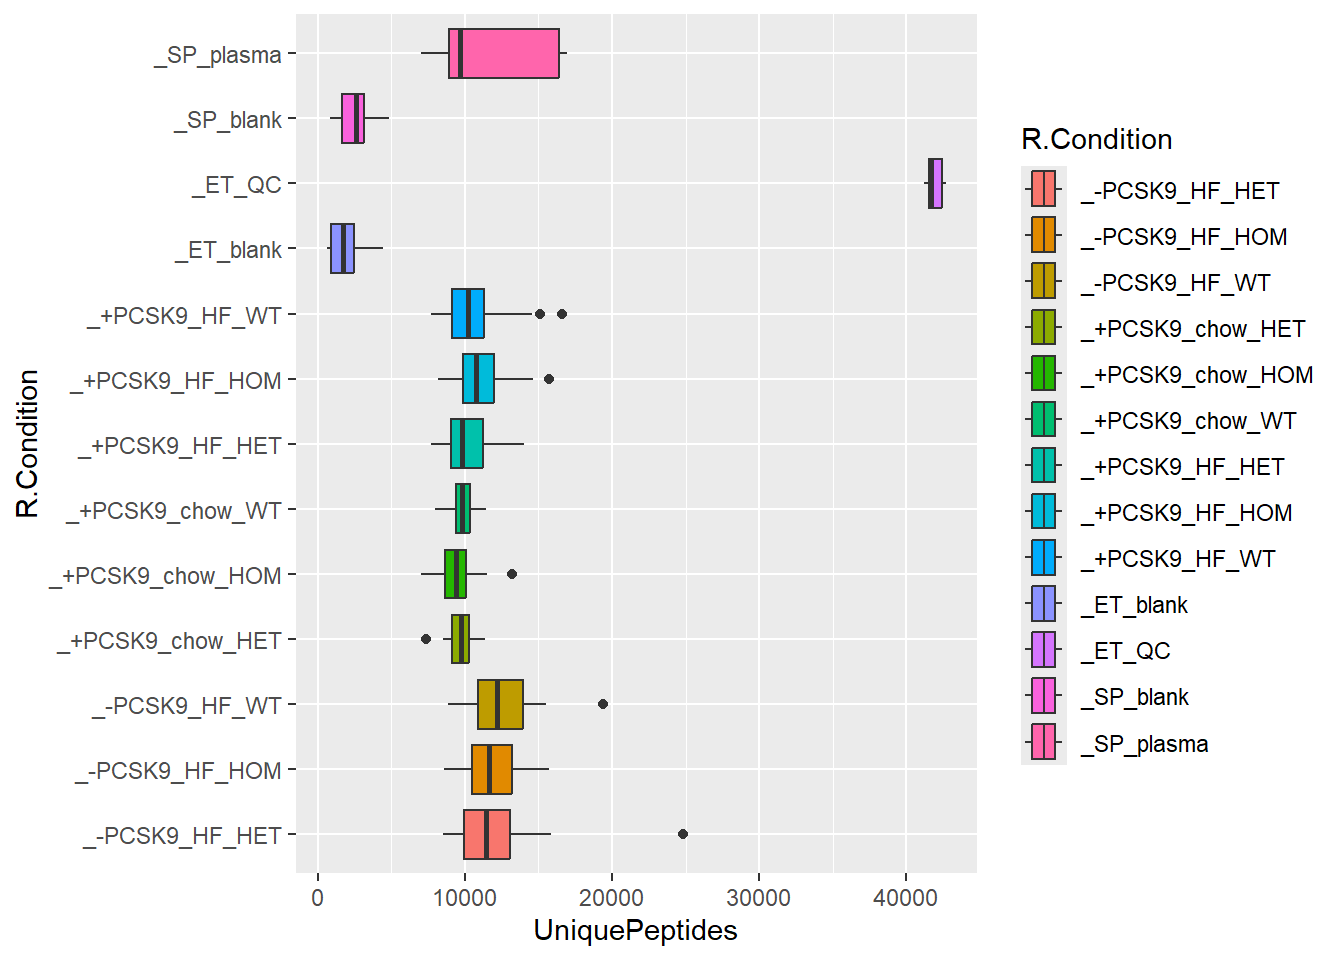 _SP_plasma
_SP_blank
_ET_QC
_ET_blank
_+PCSK9_HF_WT
_+PCSK9_HF_HOM
_+PCSK9_HF_HET
_+PCSK9_chow_WT
_+PCSK9_chow_HOM
_+PCSK9_chow_HET
_-PCSK9_HF_WT
_-PCSK9_HF_HOM
_-PCSK9_HF_HET
R.Condition
0 10000 20000 30000 40000
UniquePeptides
R.Condition
_-PCSK9_HF_HET
_-PCSK9_HF_HOM
_-PCSK9_HF_WT
_+PCSK9_chow_HET
_+PCSK9_chow_HOM
_+PCSK9_chow_WT
_+PCSK9_HF_HET
_+PCSK9_HF_HOM
_+PCSK9_HF_WT
_ET_blank
_ET_QC
_SP_blank
_SP_plasma